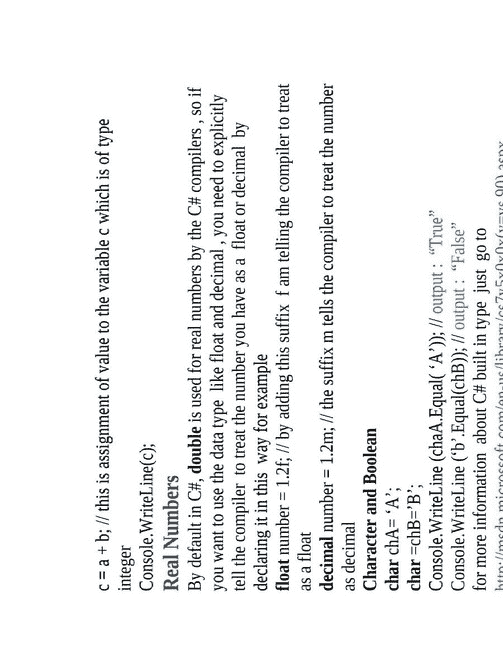 c = a + b; // this is assignment of value to the variable c which is of type
integer
Console.WriteLine(c);
Real Numbers
By default in C#, double is used for real numbers by the C# compilers , so if
you want to use the data type like float and decimal , you need to explicitly
tell the compiler to treat the number you have as a float or decimal by
declaring it in this way for example
float number = 1.2f; // by adding this suffix f am telling the compiler to treat
as a float
decimal number = 1.2m; // the suffix m tells the compiler to treat the number
as decimal
Character and Boolean
char chA= ‘A’;
char =chB=’B’;
Console.WriteLine (chaA.Equal( ‘A’)); // output : “True”
Console.WriteLine (‘b’.Equal(chB)); // output : “False”
for more information about C# built in type just go to